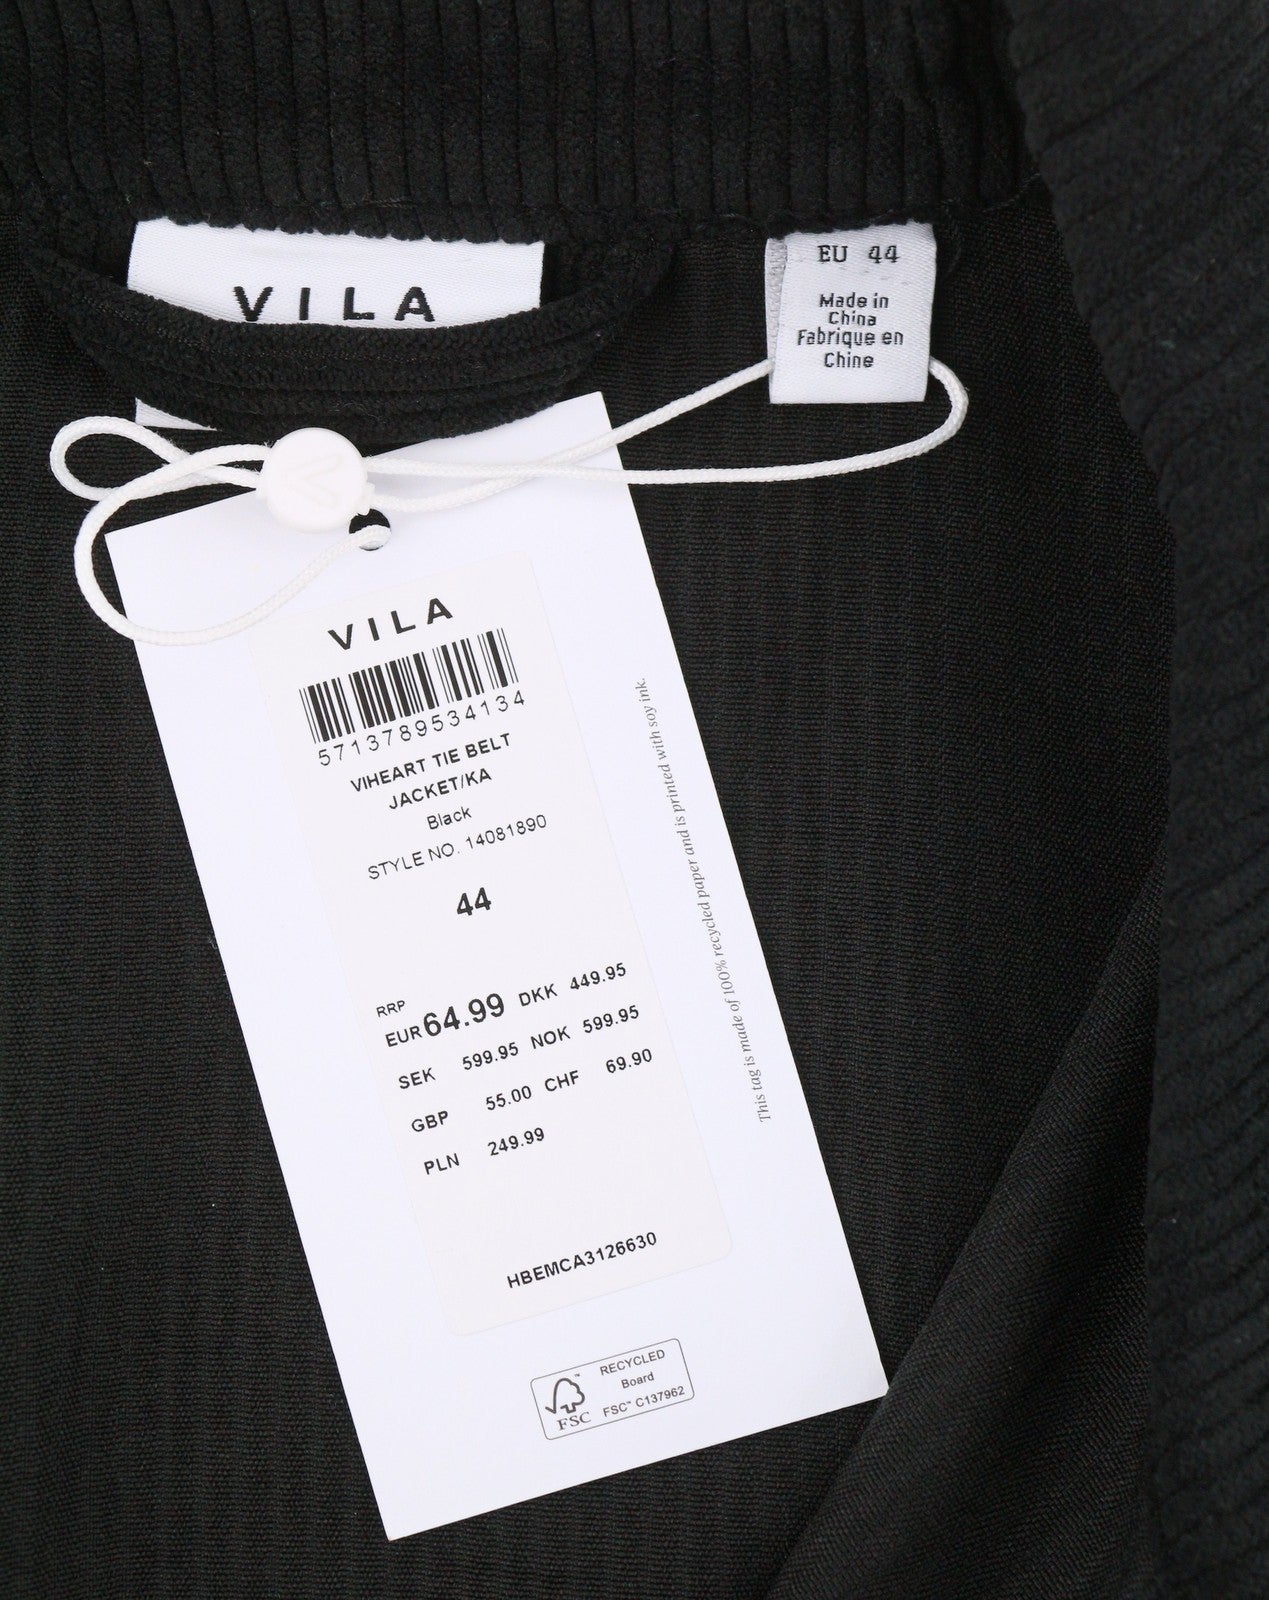 VILA
EU 44
Made in
China
Fabrique en
Chine
VILA
5713789534134
VIHEART TIE BELT
JACKET/KA
Black
STYLE NO. 14081890
44
RRP
EUR 64.99 DKK 449.95
SEK 599.95 NOK 599.95
GBP 55.00 CHF 69.90
PLN 249.99
HBEMCA3126630
This tag is made of 100% recycled paper and is printed with soy ink.
RECYCLED
Board
FSC™ C137962
FSC